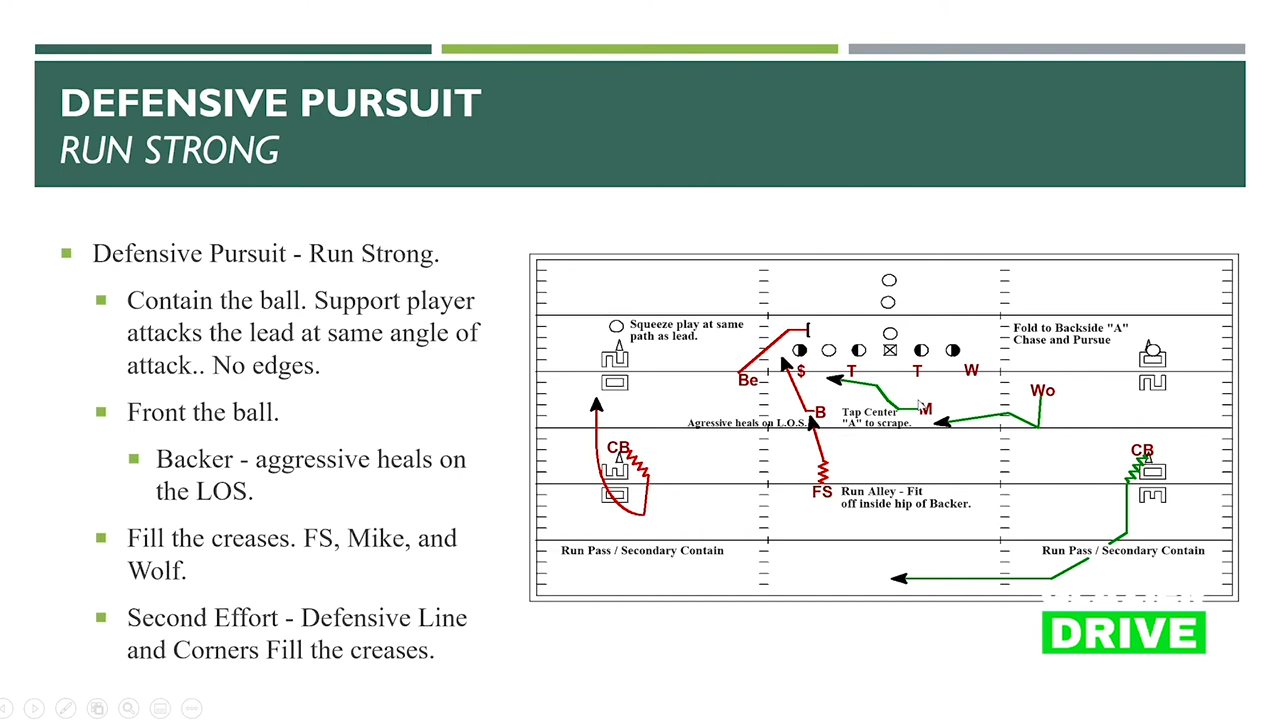 DEFENSIVE PURSUIT
RUN STRONG
Defensive Pursuit - Run Strong.
Contain the ball. Support player
attacks the lead at same angle of
attack.. No edges.
Front the ball.
Backer - aggressive heals on
the LOS.
Fill the creases. FS, Mike, and
Wolf.
Second Effort - Defensive Line
and Corners Fill the creases.
Squeeze play at same
path as lead.
Fold to Backside "A"
Chase and Pursue
Be
$
T
T
W
Wo
B
M
Agressive heals on L.O.S.
Tap Center
"A" to scrape.
CB
CB
FS
Run Alley - Fit
off inside hip of Backer.
Run Pass / Secondary Contain
Run Pass / Secondary Contain
DRIVE